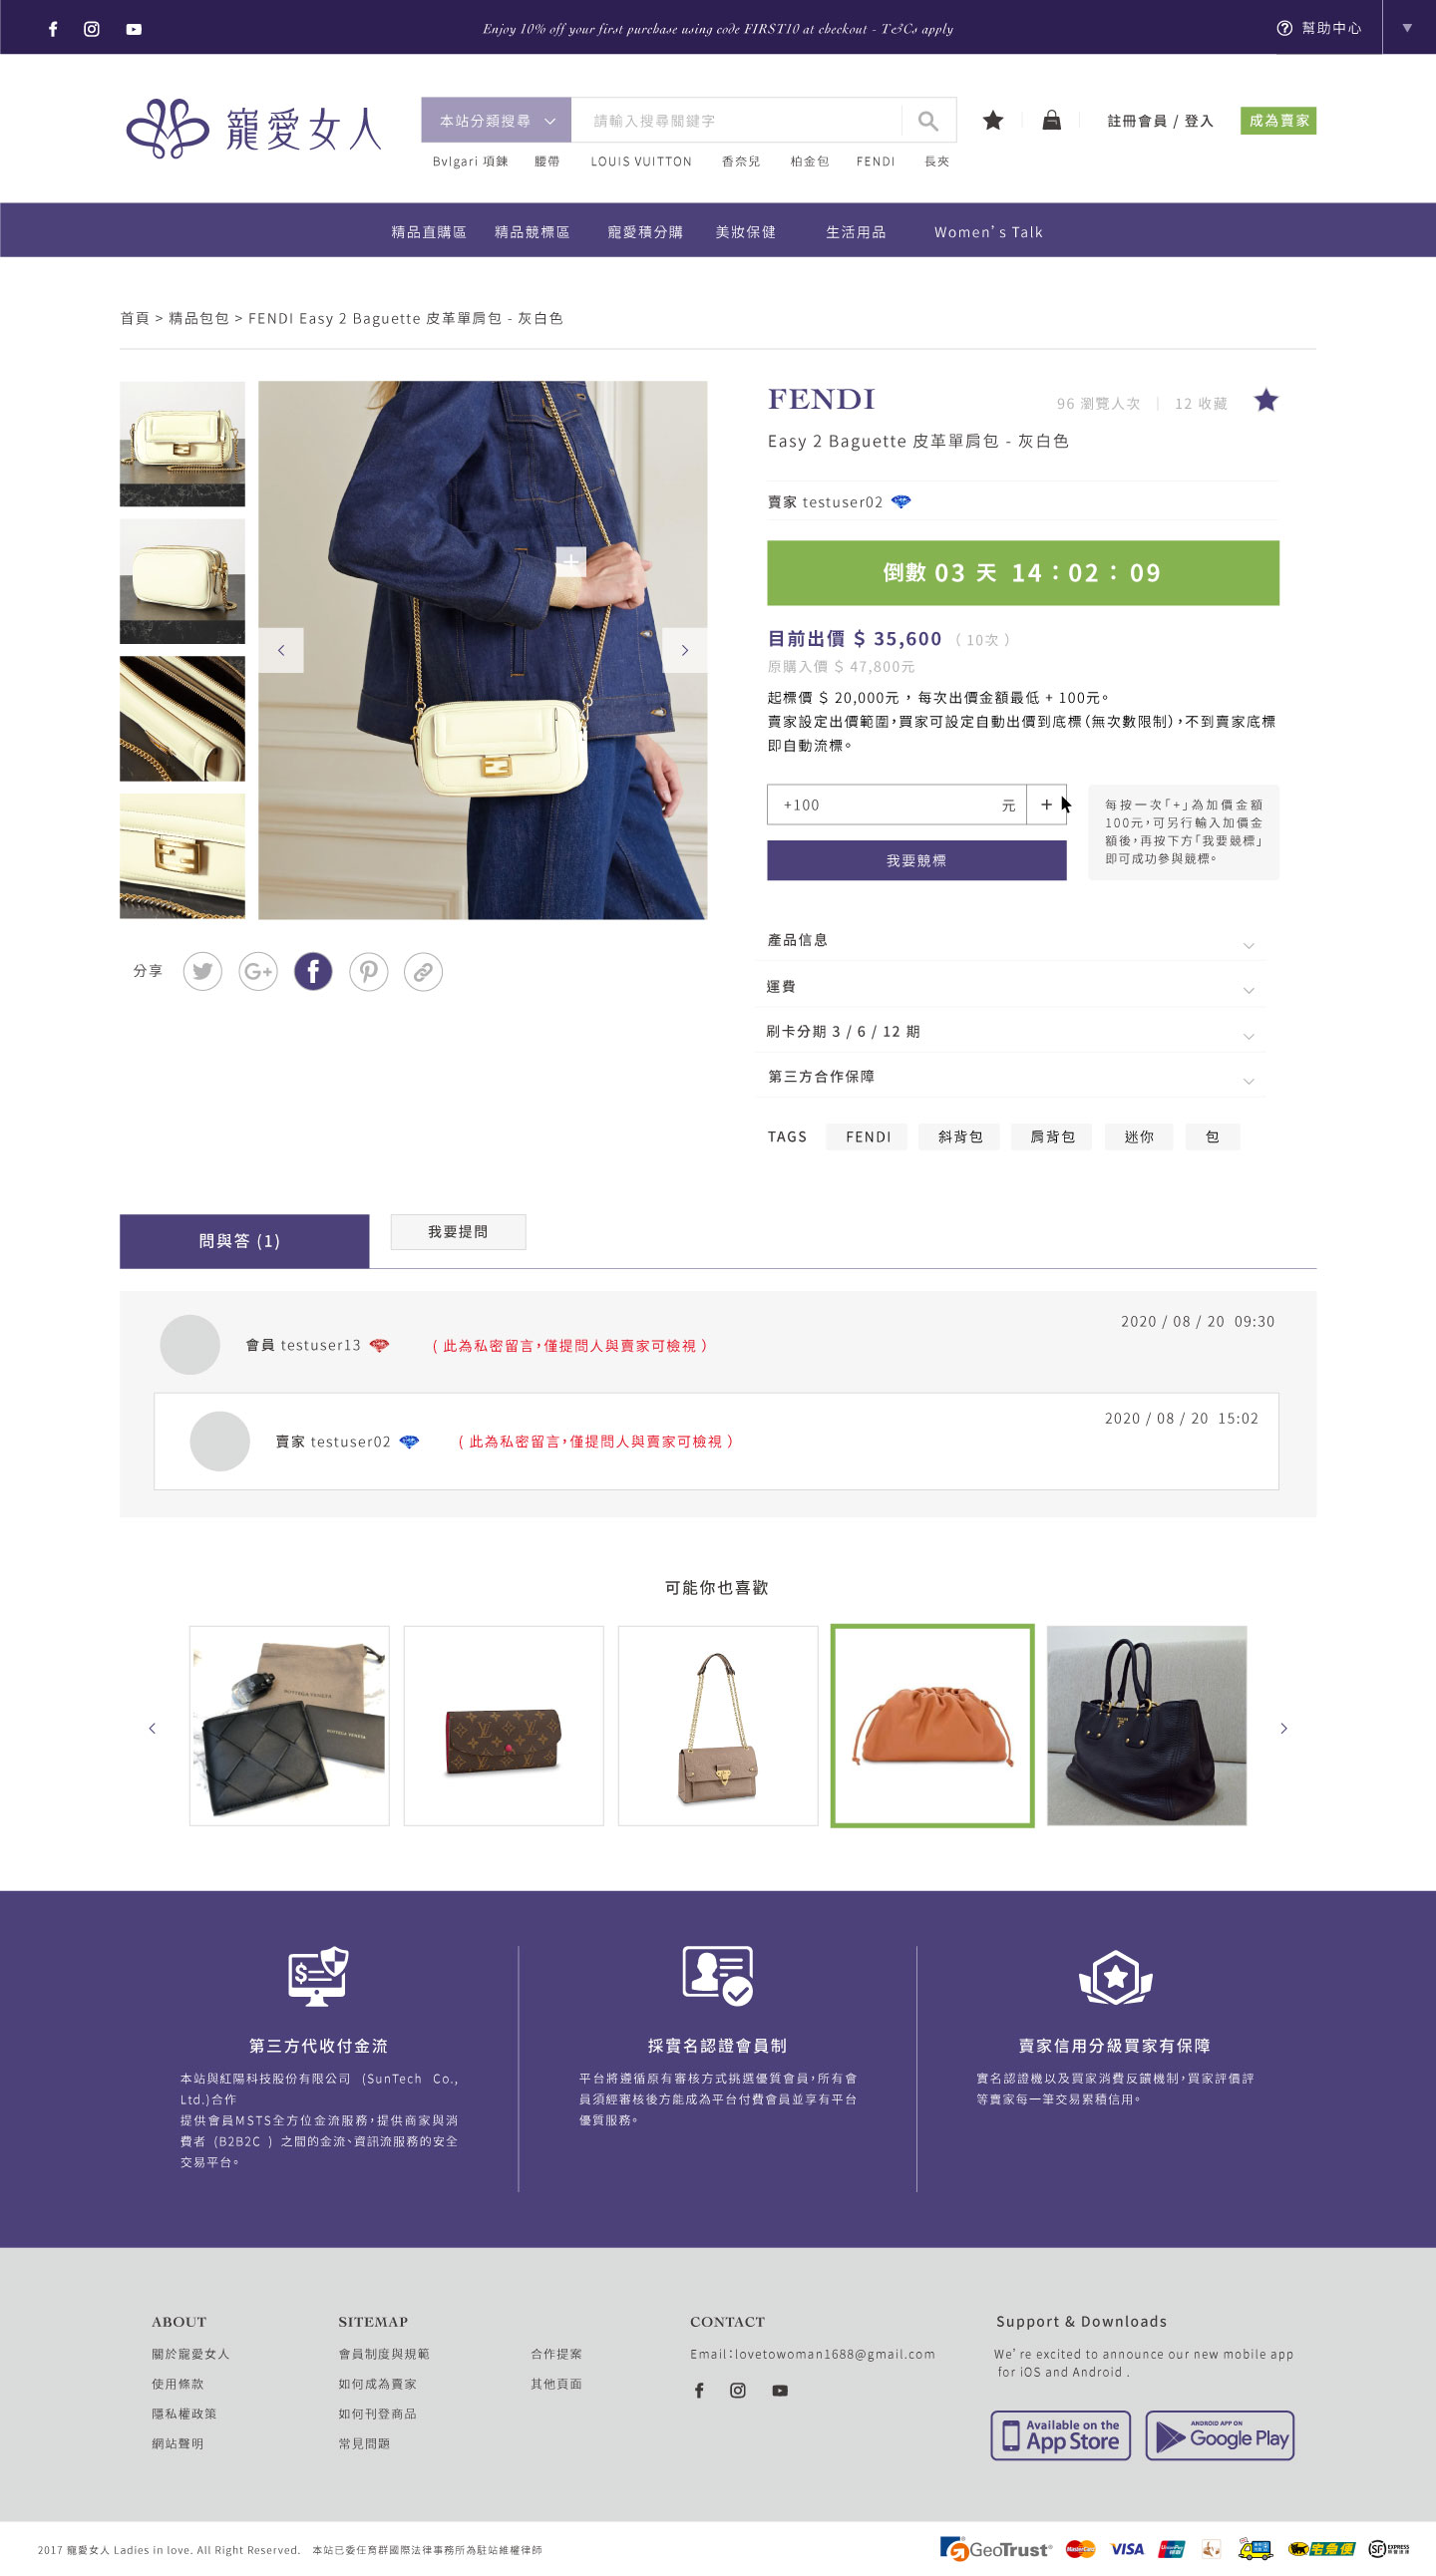 Enjoy 10% off your first purchase using code FIRST10 at checkout - T&Cs apply
幫助中心
寵愛女人
本站分類搜尋
請輸入搜尋關鍵字
註冊會員 / 登入
成為賣家
Bvlgari 項鍊 腰帶 LOUIS VUITTON 香奈兒 柏金包 FENDI 長夾
精品直購區 精品競標區 寵愛積分購 美妝保健 生活用品 Women's Talk
首頁 > 精品包包 > FENDI Easy 2 Baguette 皮革單肩包 - 灰白色
FENDI
96 瀏覽人次 | 12 收藏
Easy 2 Baguette 皮革單肩包 - 灰白色
賣家 testuser02
倒數 03 天 14 : 02 : 09
目前出價 $ 35,600 ( 10次 )
原購入價 $ 47,800元
起標價 $ 20,000元，每次出價金額最低 + 100元。
賣家設定出價範圍，買家可設定自動出價到底標（無次數限制），不到賣家底標
即自動流標。
+100 元 +
每按一次「+」為加價金額
100元，可另行輸入加價金
額後，再按下方「我要競標」
即可成功參與競標。
我要競標
產品信息
運費
刷卡分期 3 / 6 / 12 期
第三方合作保障
TAGS FENDI 斜背包 肩背包 迷你 包
分享
問與答 (1)
我要提問
2020 / 08 / 20 09:30
會員 testuser13 ( 此為私密留言，僅提問人與賣家可檢視 )
2020 / 08 / 20 15:02
賣家 testuser02 ( 此為私密留言，僅提問人與賣家可檢視 )
可能你也喜歡
BOTTEGA VENETA
BOTTEGA VENETA
第三方代收付金流
本站與紅陽科技股份有限公司 (SunTech Co.,
Ltd.)合作
提供會員MSTS全方位金流服務，提供商家與消
費者 (B2B2C ) 之間的金流、資訊流服務的安全
交易平台。
採實名認證會員制
平台將遵循原有審核方式挑選優質會員，所有會
員須經審核後方能成為平台付費會員並享有平台
優質服務。
賣家信用分級買家有保障
實名認證機以及買家消費反饋機制，買家評價評
等賣家每一筆交易累積信用。
ABOUT
關於寵愛女人
使用條款
隱私權政策
網站聲明
SITEMAP
會員制度與規範
如何成為賣家
如何刊登商品
常見問題
合作提案
其他頁面
CONTACT
Email：lovetowoman1688@gmail.com
Support & Downloads
We're excited to announce our new mobile app
for iOS and Android .
Available on the
App Store
ANDROID APP ON
Google Play
2017 寵愛女人 Ladies in love. All Right Reserved. 本站已委任育群國際法律事務所為駐站維權律師
GeoTrust
MasterCard
VISA
UnionPay
宅急便
SF EXPRESS